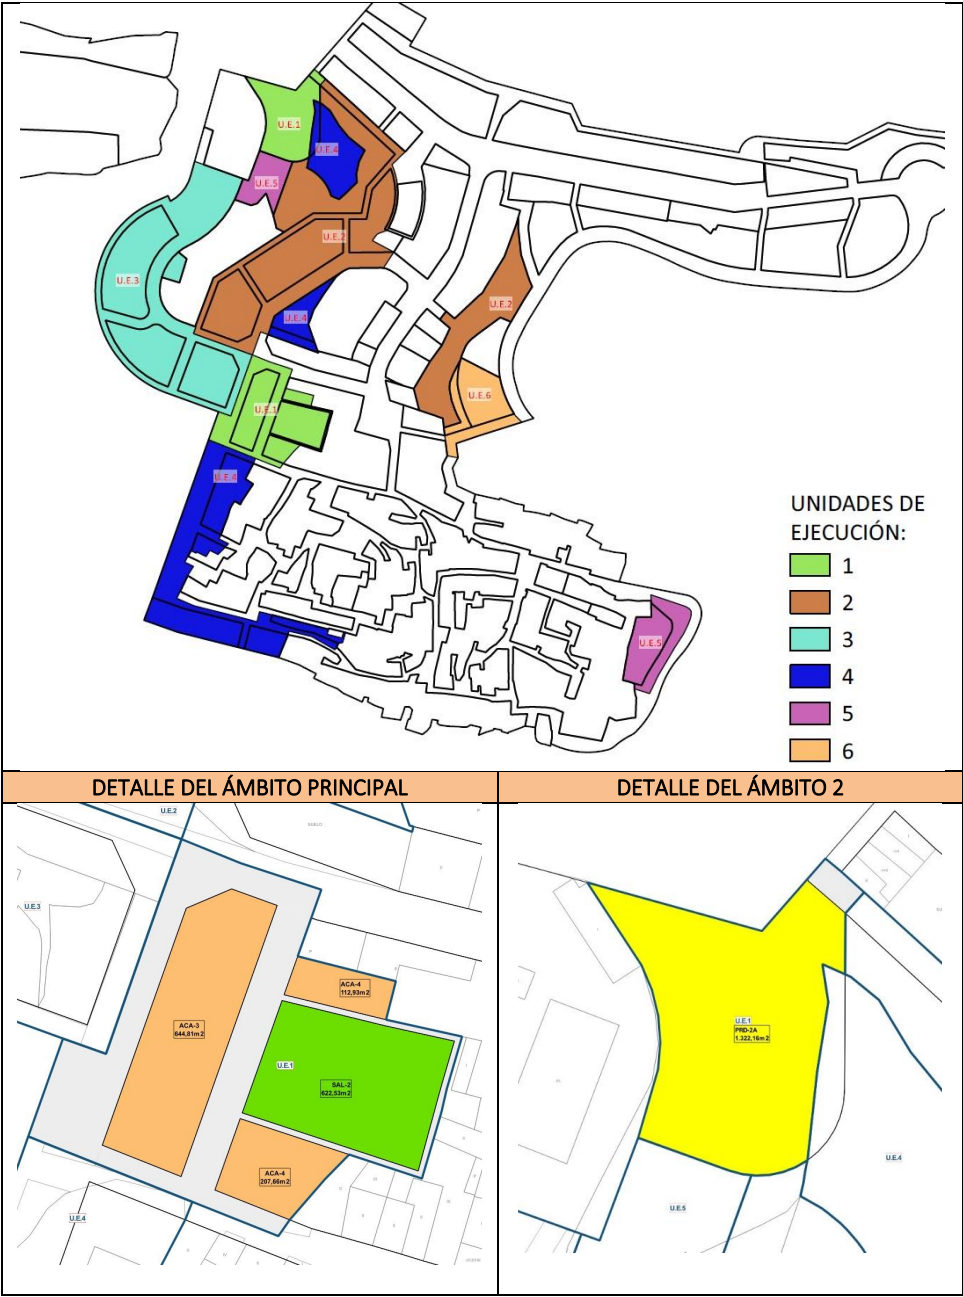 U.E.1
U.E.4
U.E.5
U.E.2
U.E.3
U.E.2
U.E.4
U.E.6
U.E.1
U.E.4
UNIDADES DE
EJECUCIÓN:
1
2
3
4
5
6
U.E.5
DETALLE DEL ÁMBITO PRINCIPAL
DETALLE DEL ÁMBITO 2
U.E.2
U.E.3
ACA-4
112,93m2
ACA-3
644,81m2
U.E.1
SAL-2
622,53m2
ACA-4
207,66m2
U.E.4
U.E.1
PRD-2A
1.322,16m2
U.E.4
U.E.5